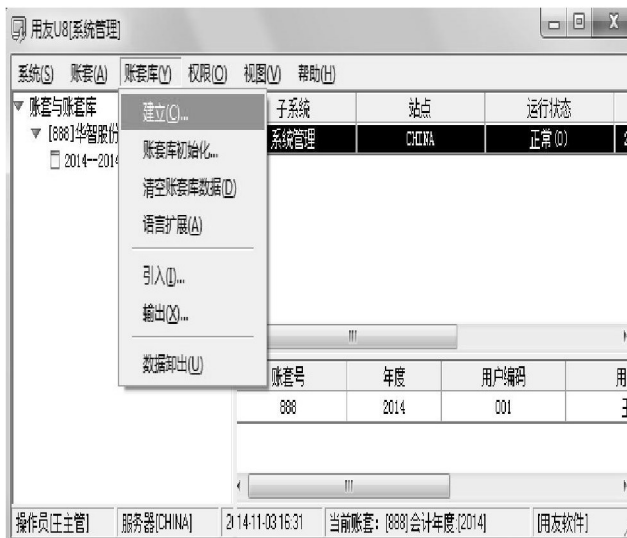 用友U8[系统管理]
系统(S) 账套(A) 账套库(Y) 权限(O) 视图(V) 帮助(H)
账套与账套库
[888]华智股份
2014--2014
建立(C)...
账套库初始化...
清空账套库数据(D)
语言扩展(A)
引入(I)...
输出(X)...
数据卸出(U)
子系统 站点 运行状态
系统管理 CHINA 正常(0)
账套号 年度 用户编码 用
888 2014 001
操作员[王主管] 服务器[CHINA] 2014-11-03 16:31 当前账套：[888]会计年度:[2014] [用友软件]